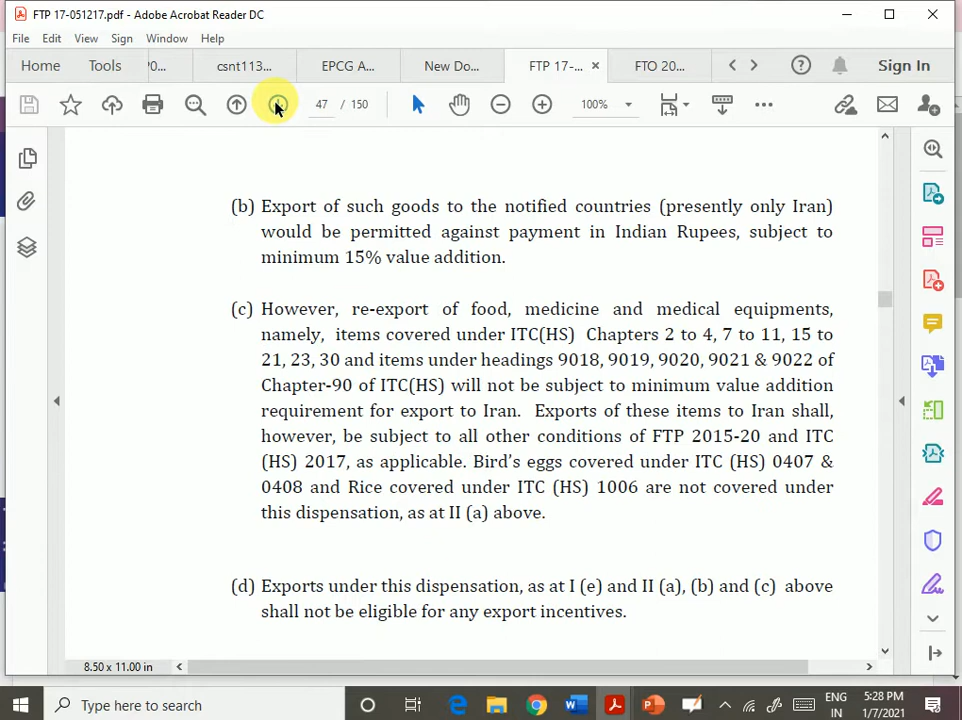 FTP 17-051217.pdf - Adobe Acrobat Reader DC
File Edit View Sign Window Help
Home Tools csnt113... EPCG A... New Do... FTP 17-... FTO 20... Sign In
47 / 150 100%
(b) Export of such goods to the notified countries (presently only Iran)
would be permitted against payment in Indian Rupees, subject to
minimum 15% value addition.
(c) However, re-export of food, medicine and medical equipments,
namely, items covered under ITC(HS) Chapters 2 to 4, 7 to 11, 15 to
21, 23, 30 and items under headings 9018, 9019, 9020, 9021 & 9022 of
Chapter-90 of ITC(HS) will not be subject to minimum value addition
requirement for export to Iran. Exports of these items to Iran shall,
however, be subject to all other conditions of FTP 2015-20 and ITC
(HS) 2017, as applicable. Bird's eggs covered under ITC (HS) 0407 &
0408 and Rice covered under ITC (HS) 1006 are not covered under
this dispensation, as at II (a) above.
(d) Exports under this dispensation, as at I (e) and II (a), (b) and (c) above
shall not be eligible for any export incentives.
8.50 x 11.00 in
Type here to search
ENG
IN
5:28 PM
1/7/2021